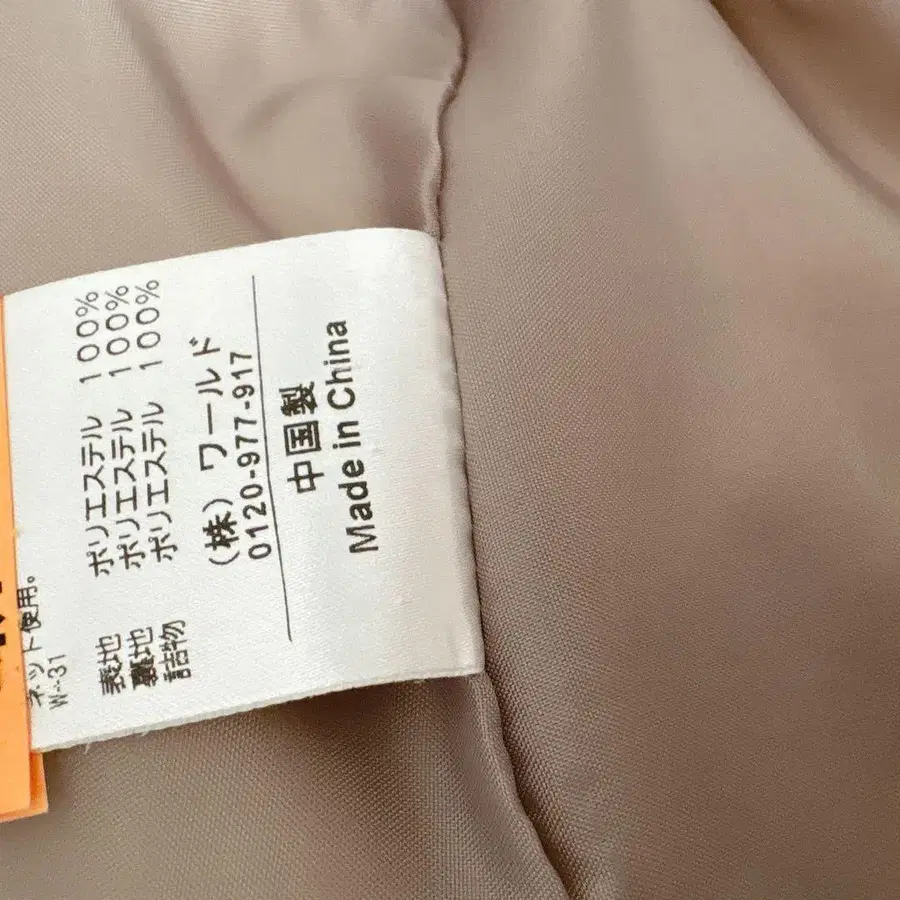 ネット使用。
W-31
表地 ポリエステル 100%
裏地 ポリエステル 100%
詰物 ポリエステル 100%
(株) ワールド
0120-977-917
中国製
Made in China